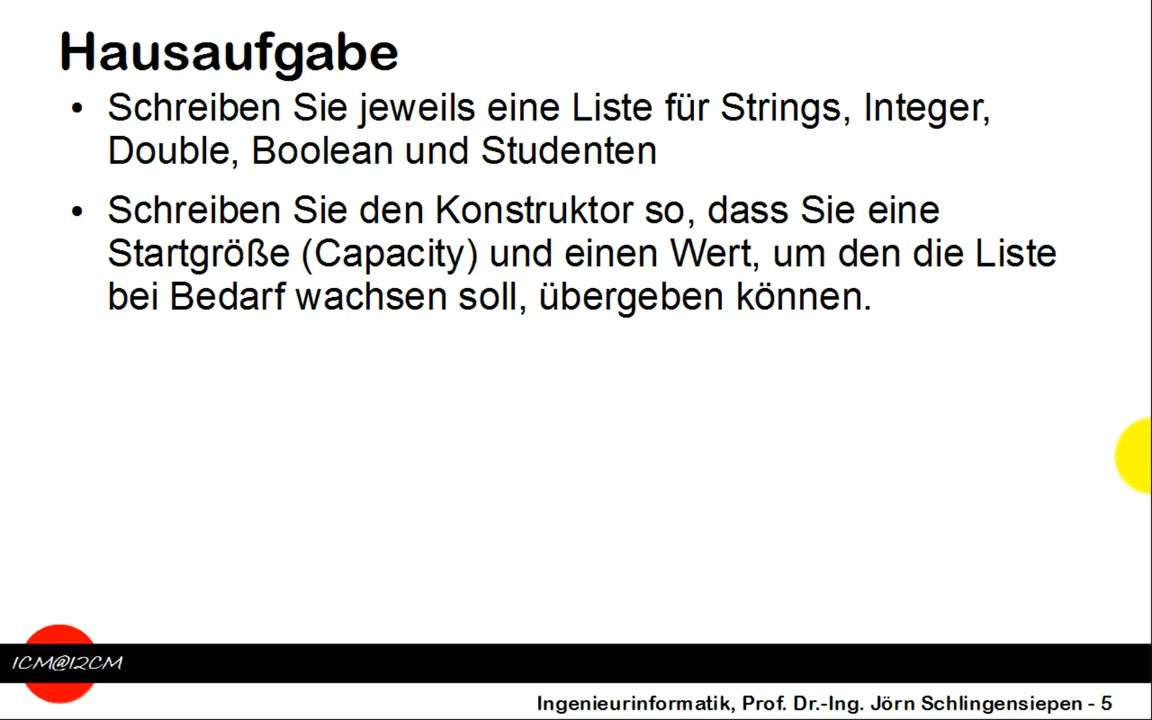 Hausaufgabe
• Schreiben Sie jeweils eine Liste für Strings, Integer,
Double, Boolean und Studenten
• Schreiben Sie den Konstruktor so, dass Sie eine
Startgröße (Capacity) und einen Wert, um den die Liste
bei Bedarf wachsen soll, übergeben können.
1CM@12CM
Ingenieurinformatik, Prof. Dr.-Ing. Jörn Schlingensiepen - 5